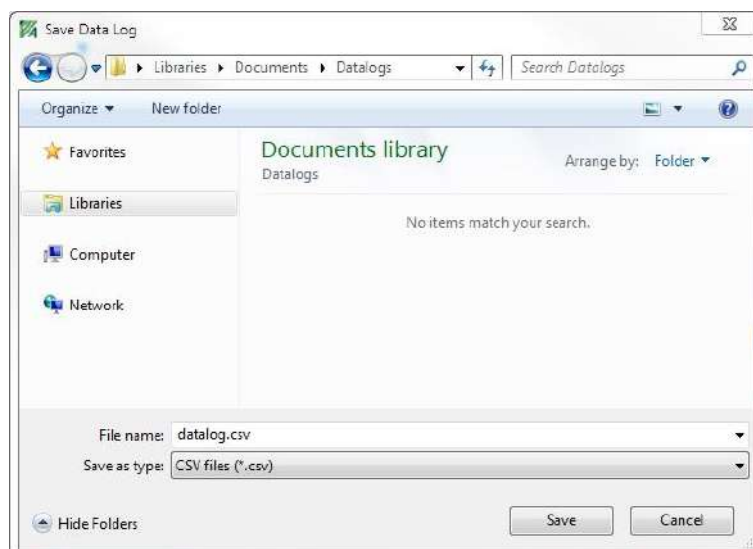 Save Data Log
Libraries Documents Datalogs Search Datalogs
Organize New folder
Favorites
Libraries
Computer
Network
Documents library
Datalogs
Arrange by: Folder
No items match your search.
File name: datalog.csv
Save as type: CSV files (*.csv)
Hide Folders Save Cancel